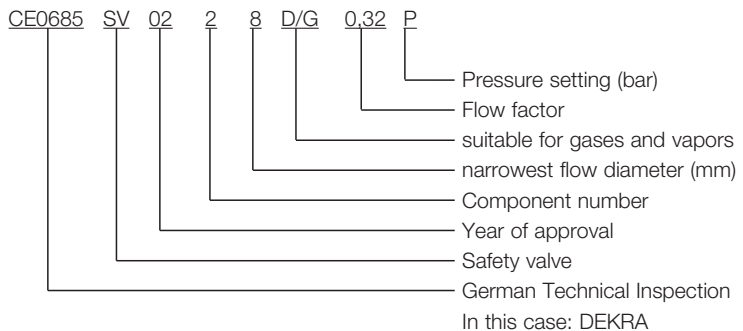 CE0685 SV 02 2 8 D/G 0,32 P
Pressure setting (bar)
Flow factor
suitable for gases and vapors
narrowest flow diameter (mm)
Component number
Year of approval
Safety valve
German Technical Inspection
In this case: DEKRA